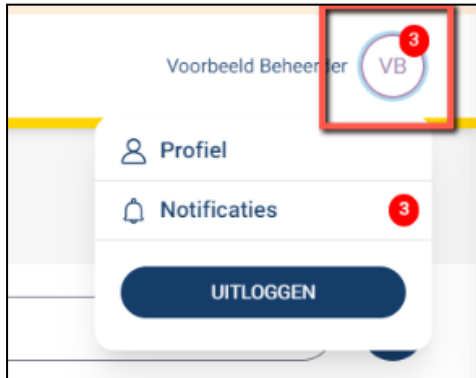 3
Voorbeeld Beheerder VB
Profiel
Notificaties 3
UITLOGGEN